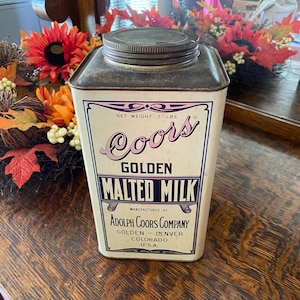 NET WEIGHT 5 LBS.
Coors
GOLDEN
MALTED MILK
MANUFACTURED BY
ADOLPH COORS COMPANY
GOLDEN - DENVER
COLORADO
U.S.A.